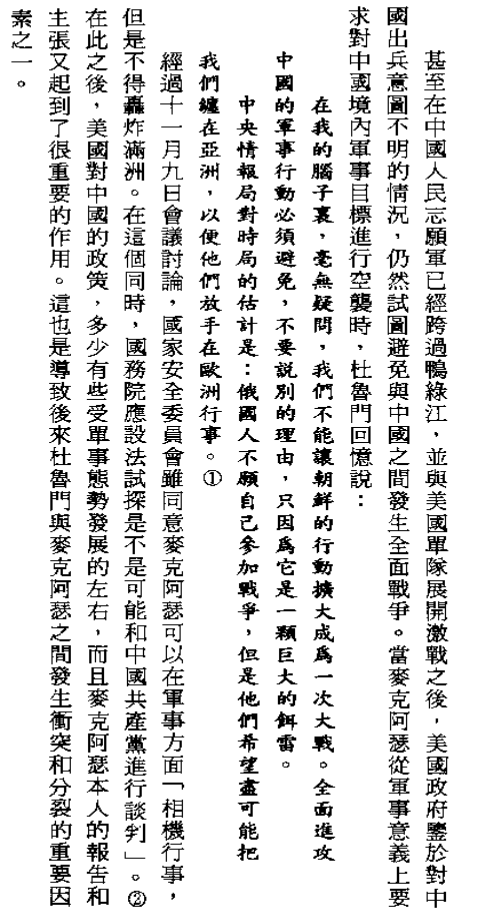 甚至在中國人民志願軍已經跨過鴨綠江、並與美國軍隊展開激戰之後，美國政府鑒於對中
國出兵意圖不明的情況，仍然試圖避免與中國之間發生全面戰爭。當麥克阿瑟從軍事意義上要
求對中國境內軍事目標進行空襲時，杜魯門回憶說：
在我的腦子裏，毫無疑問，我們不能讓朝鮮的行動擴大成爲一次大戰。全面進攻
中國的軍事行動必須避免，不要說別的理由，只因爲它是一顆巨大的餌雷。
中央情報局對時局的估計是：俄國人不願自己參加戰爭，但是他們希望盡可能把
我們纏在亞洲，以便他們放手在歐洲行事。①
經過十一月九日會議討論，國家安全委員會雖同意麥克阿瑟可以在軍事方面「相機行事，
但是不得轟炸滿洲。在這個同時，國務院應設法試探是不是可能和中國共產黨進行談判」。②
在此之後，美國對中國的政策，多少有些受軍事態勢發展的左右，而且麥克阿瑟本人的報告和
主張又起到了很重要的作用。這也是導致後來杜魯門與麥克阿瑟之間發生衝突和分裂的重要因
素之一。